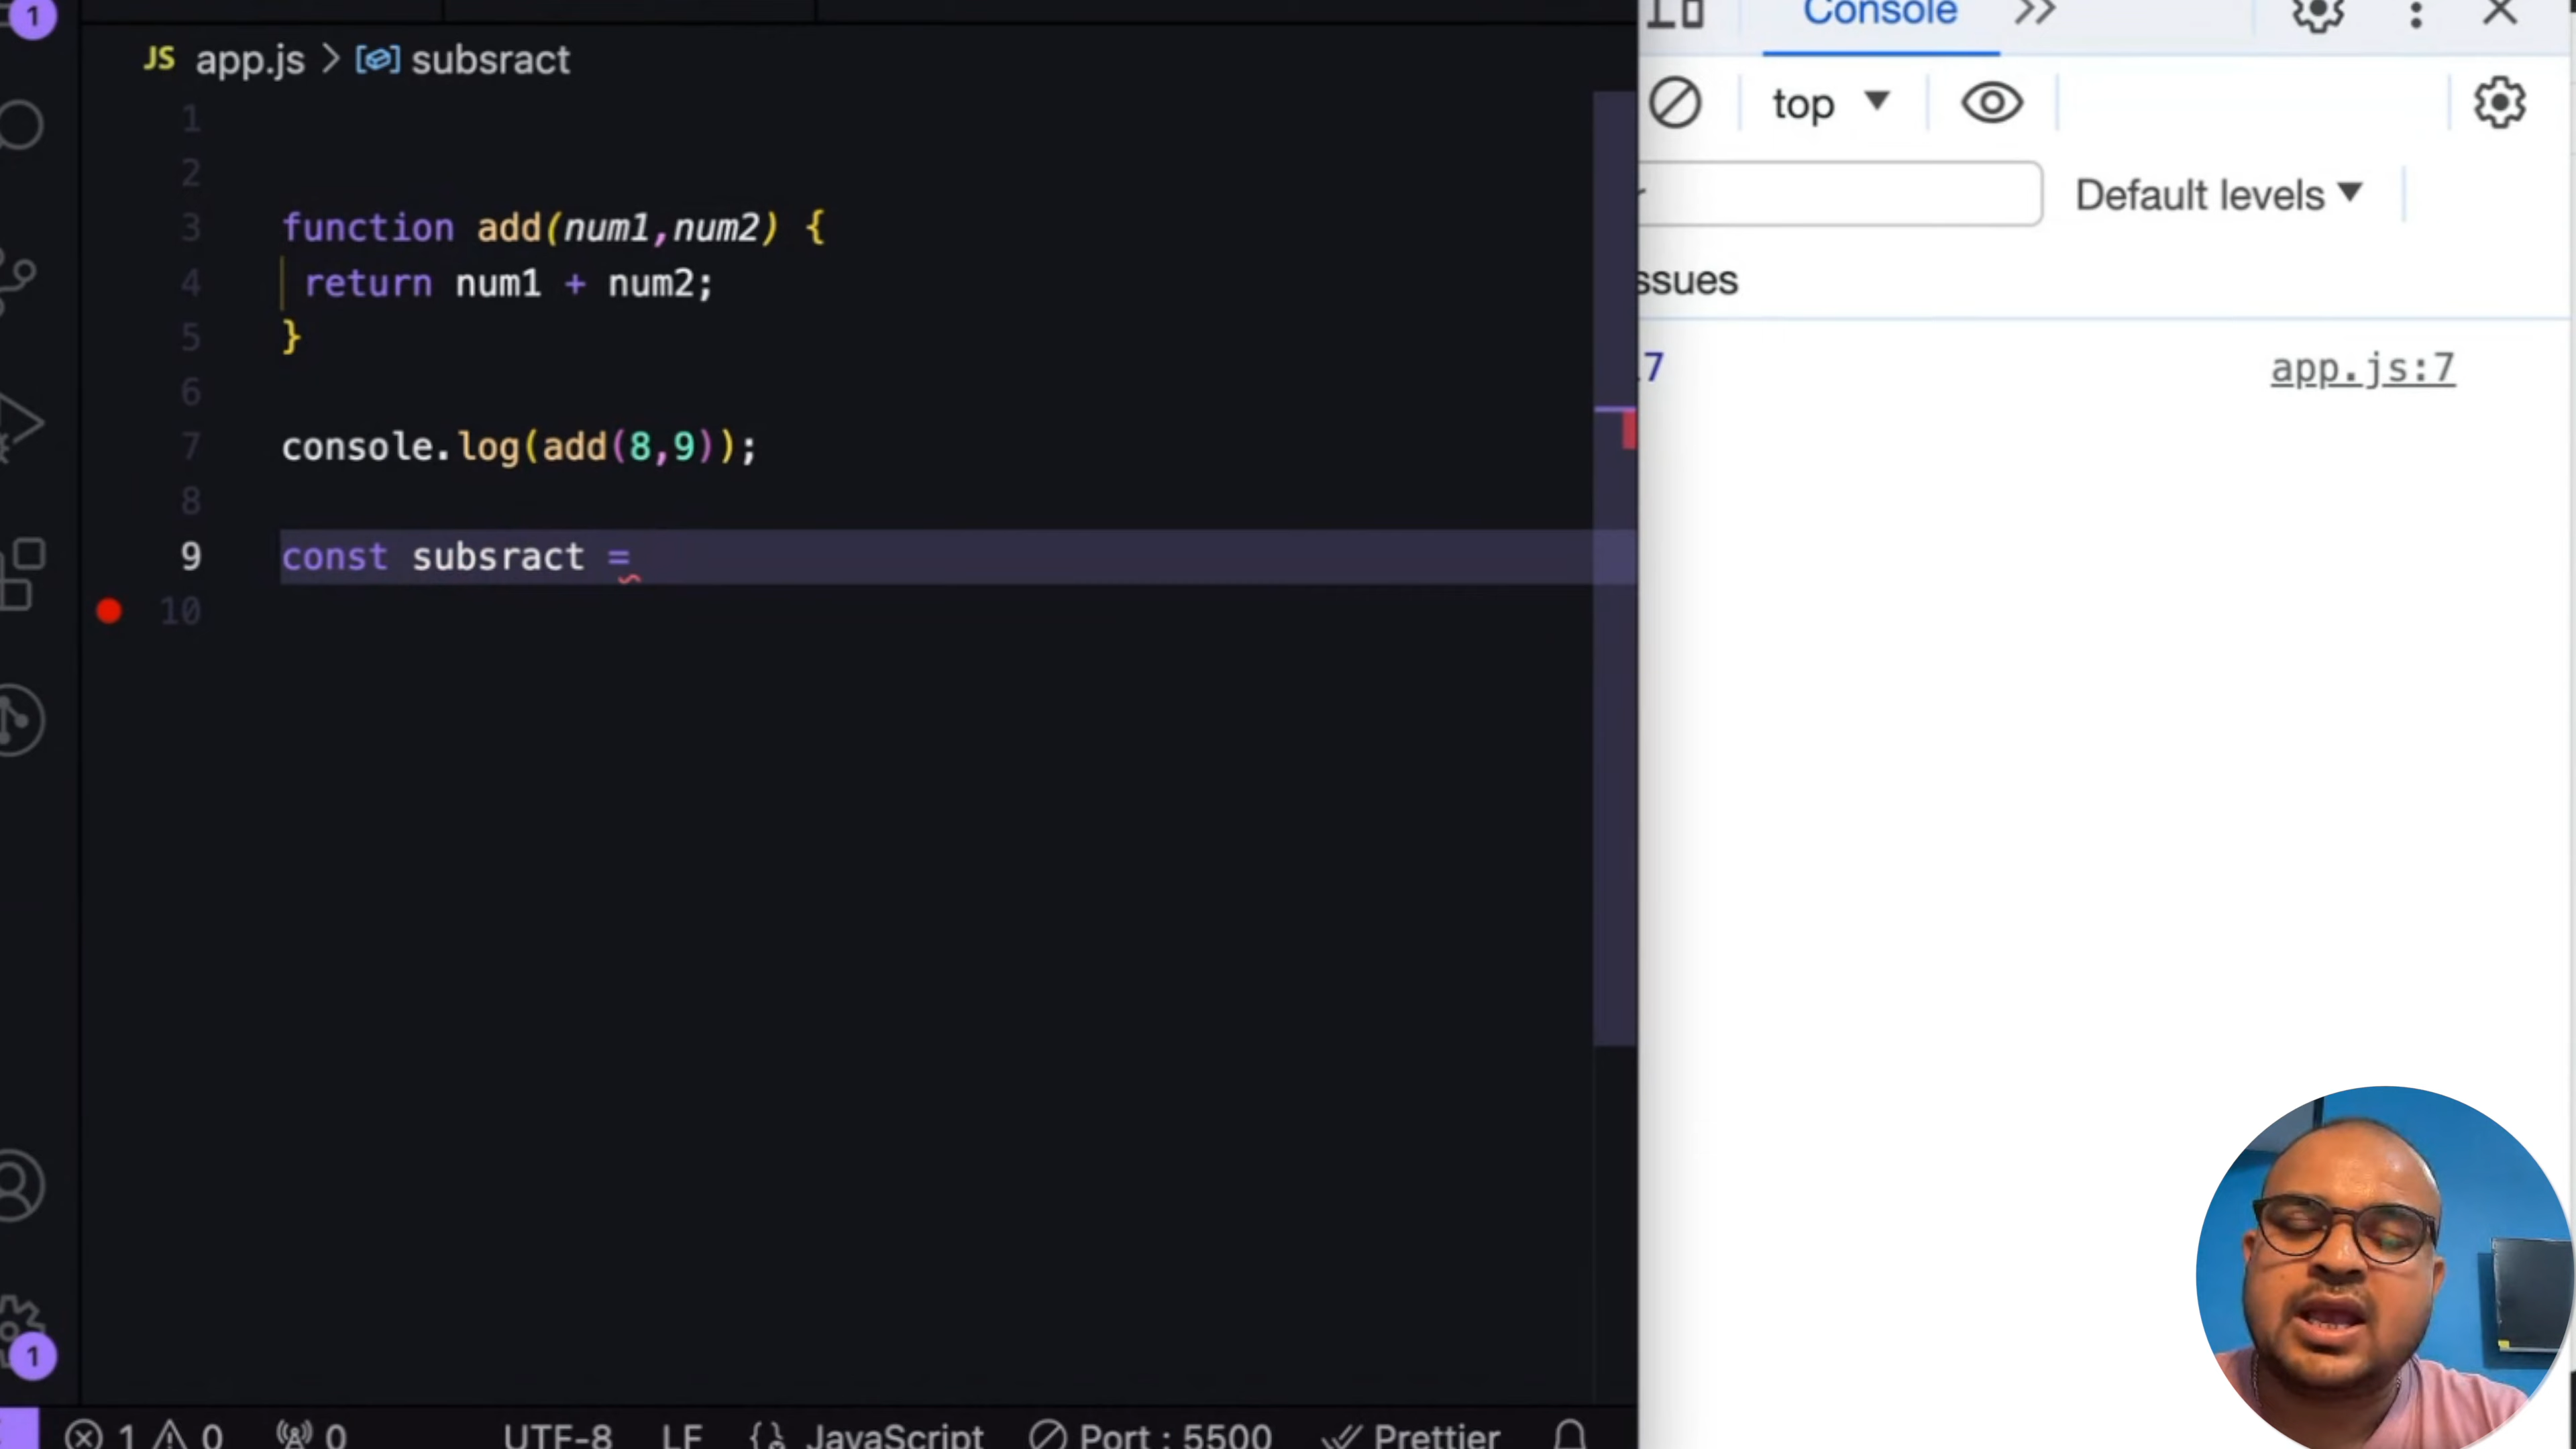 1
JS app.js > subsract
1
2
3 function add(num1,num2) {
4 return num1 + num2;
5 }
6
7 console.log(add(8,9));
8
9 const subsract =
10
1
1 0 0 UTF-8 LF {} JavaScript Port : 5500 Prettier
Console
top
Default levels
ssues
7 app.js:7